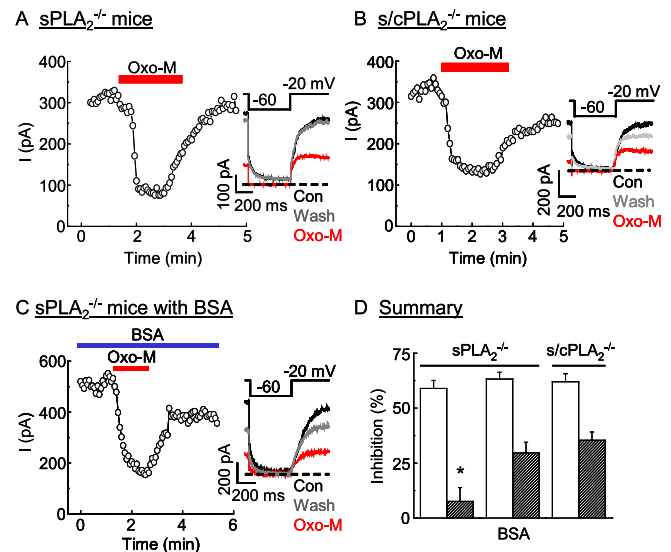 A sPLA₂⁻/⁻ mice
Oxo-M
400
300
200
100
0
I (pA)
0 1 2 3 4 5
Time (min)
-20 mV
-60
100 pA
200 ms
Con
Wash
Oxo-M
B s/cPLA₂⁻/⁻ mice
Oxo-M
400
300
200
100
0
I (pA)
0 1 2 3 4 5
Time (min)
-20 mV
-60
200 pA
200 ms
Con
Wash
Oxo-M
C sPLA₂⁻/⁻ mice with BSA
BSA
Oxo-M
600
400
200
0
I (pA)
0 2 4 6
Time (min)
-20 mV
-60
200 pA
200 ms
Con
Wash
Oxo-M
D Summary
sPLA₂⁻/⁻ s/cPLA₂⁻/⁻
75
50
25
0
Inhibition (%)
*
BSA